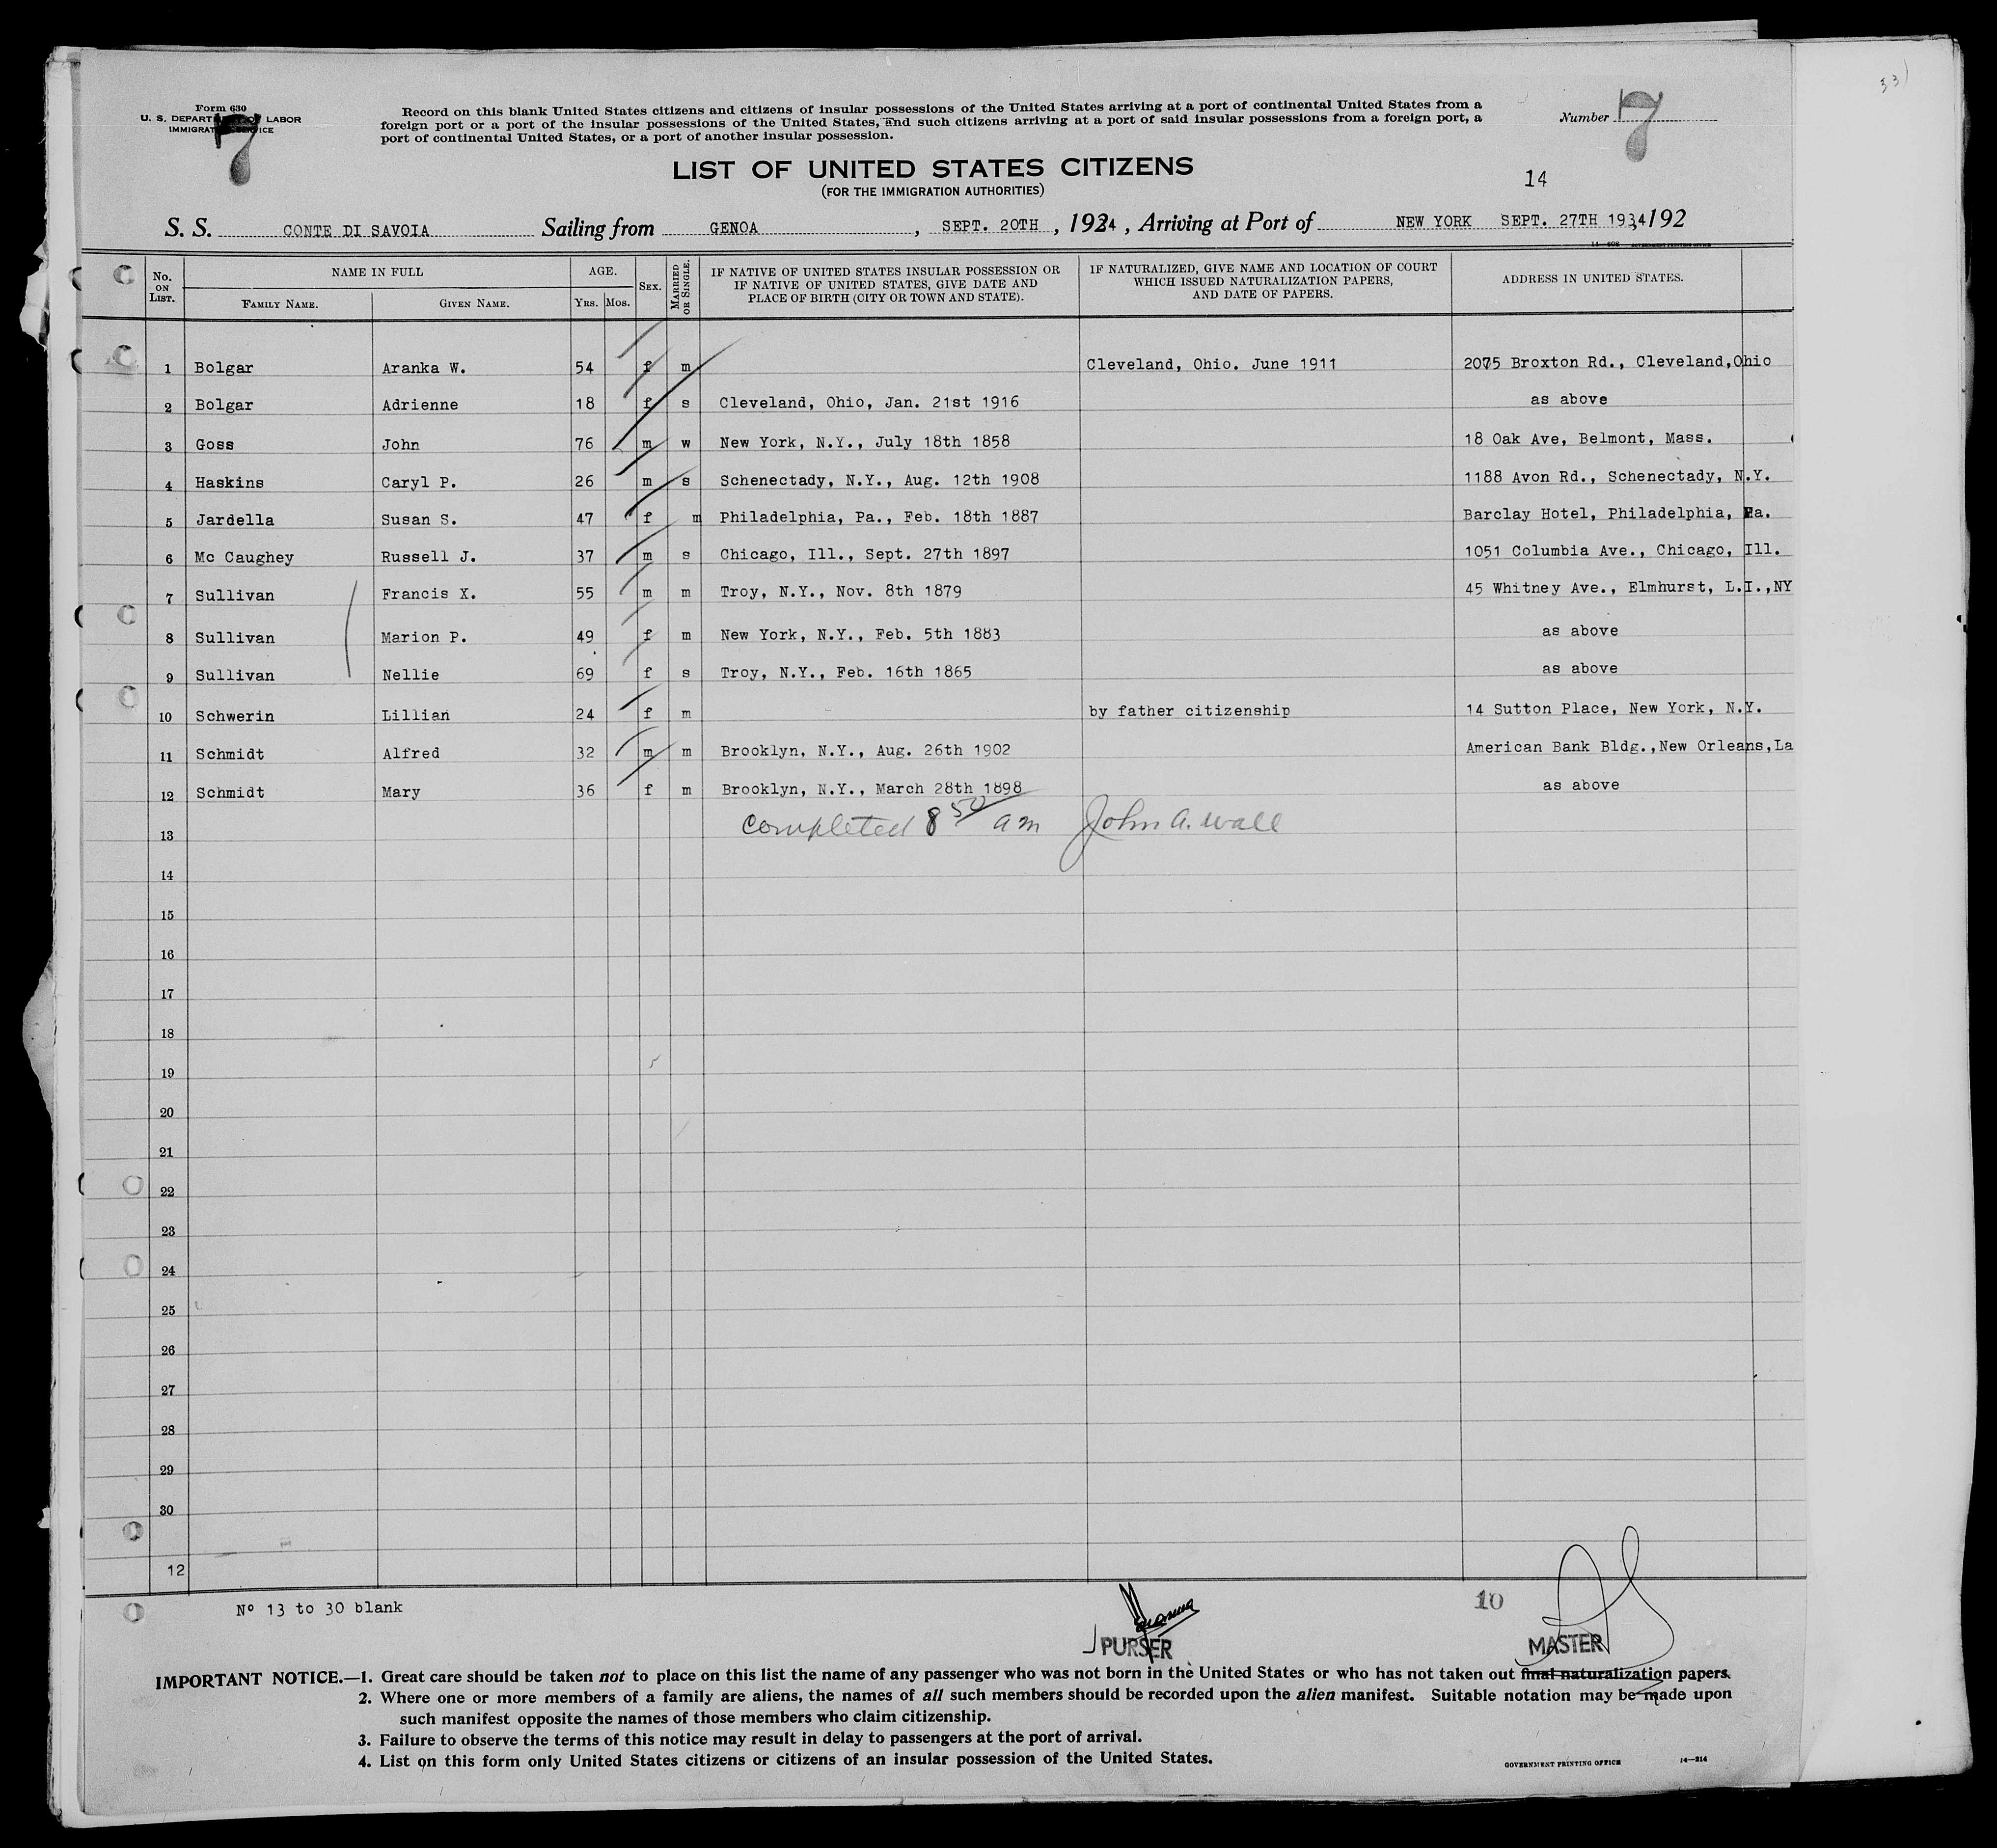 Form 630
U. S. DEPARTMENT OF LABOR
IMMIGRATION SERVICE
7
Record on this blank United States citizens and citizens of insular possessions of the United States arriving at a port of continental United States from a
foreign port or a port of the insular possessions of the United States, and such citizens arriving at a port of said insular possessions from a foreign port, a
port of continental United States, or a port of another insular possession.
Number 7
33
LIST OF UNITED STATES CITIZENS
(FOR THE IMMIGRATION AUTHORITIES)
14
S. S. CONTE DI SAVOIA Sailing from GENOA, SEPT. 20TH, 1934, Arriving at Port of NEW YORK SEPT. 27TH 1934 192
No. ON LIST. NAME IN FULL AGE. SEX. MARRIED OR SINGLE. IF NATIVE OF UNITED STATES INSULAR POSSESSION OR IF NATIVE OF UNITED STATES, GIVE DATE AND PLACE OF BIRTH (CITY OR TOWN AND STATE). IF NATURALIZED, GIVE NAME AND LOCATION OF COURT WHICH ISSUED NATURALIZATION PAPERS, AND DATE OF PAPERS. ADDRESS IN UNITED STATES.
FAMILY NAME. GIVEN NAME. YRS. MOS.
1 Bolgar Aranka W. 54 f m Cleveland, Ohio. June 1911 2075 Broxton Rd., Cleveland,Ohio
2 Bolgar Adrienne 18 f s Cleveland, Ohio, Jan. 21st 1916 as above
3 Goss John 76 m w New York, N.Y., July 18th 1858 18 Oak Ave, Belmont, Mass.
4 Haskins Caryl P. 26 m s Schenectady, N.Y., Aug. 12th 1908 1188 Avon Rd., Schenectady, N.Y.
5 Jardella Susan S. 47 f m Philadelphia, Pa., Feb. 18th 1887 Barclay Hotel, Philadelphia, Pa.
6 Mc Caughey Russell J. 37 m s Chicago, Ill., Sept. 27th 1897 1051 Columbia Ave., Chicago, Ill.
7 Sullivan Francis X. 55 m m Troy, N.Y., Nov. 8th 1879 45 Whitney Ave., Elmhurst, L.I.,NY
8 Sullivan Marion P. 49 f m New York, N.Y., Feb. 5th 1883 as above
9 Sullivan Nellie 69 f s Troy, N.Y., Feb. 16th 1865 as above
10 Schwerin Lillian 24 f m by father citizenship 14 Sutton Place, New York, N.Y.
11 Schmidt Alfred 32 m m Brooklyn, N.Y., Aug. 26th 1902 American Bank Bldg.,New Orleans,La
12 Schmidt Mary 36 f m Brooklyn, N.Y., March 28th 1898 as above
13 Completed 8 50 am John A. Wall
14
15
16
17
18
19
20
21
22
23
24
25
26
27
28
29
30
12
Nº 13 to 30 blank
10
PURSER
MASTER
IMPORTANT NOTICE.—1. Great care should be taken not to place on this list the name of any passenger who was not born in the United States or who has not taken out final naturalization papers.
2. Where one or more members of a family are aliens, the names of all such members should be recorded upon the alien manifest. Suitable notation may be made upon
such manifest opposite the names of those members who claim citizenship.
3. Failure to observe the terms of this notice may result in delay to passengers at the port of arrival.
4. List on this form only United States citizens or citizens of an insular possession of the United States.
GOVERNMENT PRINTING OFFICE 14—214